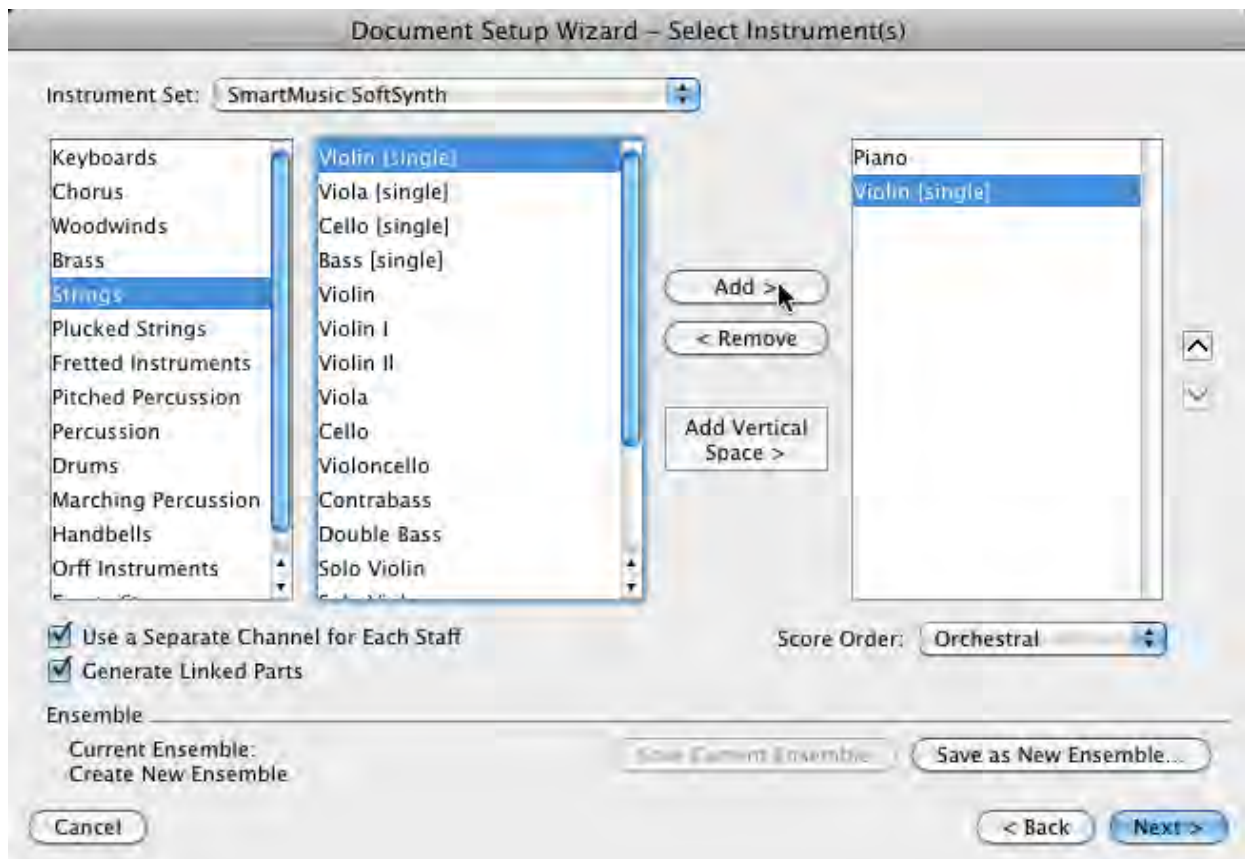 Document Setup Wizard – Select Instrument(s)
Instrument Set: SmartMusic SoftSynth
Keyboards
Chorus
Woodwinds
Brass
Strings
Plucked Strings
Fretted Instruments
Pitched Percussion
Percussion
Drums
Marching Percussion
Handbells
Orff Instruments
Violin [single]
Viola [single]
Cello [single]
Bass [single]
Violin
Violin I
Violin II
Viola
Cello
Violoncello
Contrabass
Double Bass
Solo Violin
Add >
< Remove
Add Vertical
Space >
Piano
Violin [single]
Use a Separate Channel for Each Staff
Generate Linked Parts
Score Order: Orchestral
Ensemble
Current Ensemble:
Create New Ensemble
Save Current Ensemble
Save as New Ensemble...
Cancel
< Back
Next >